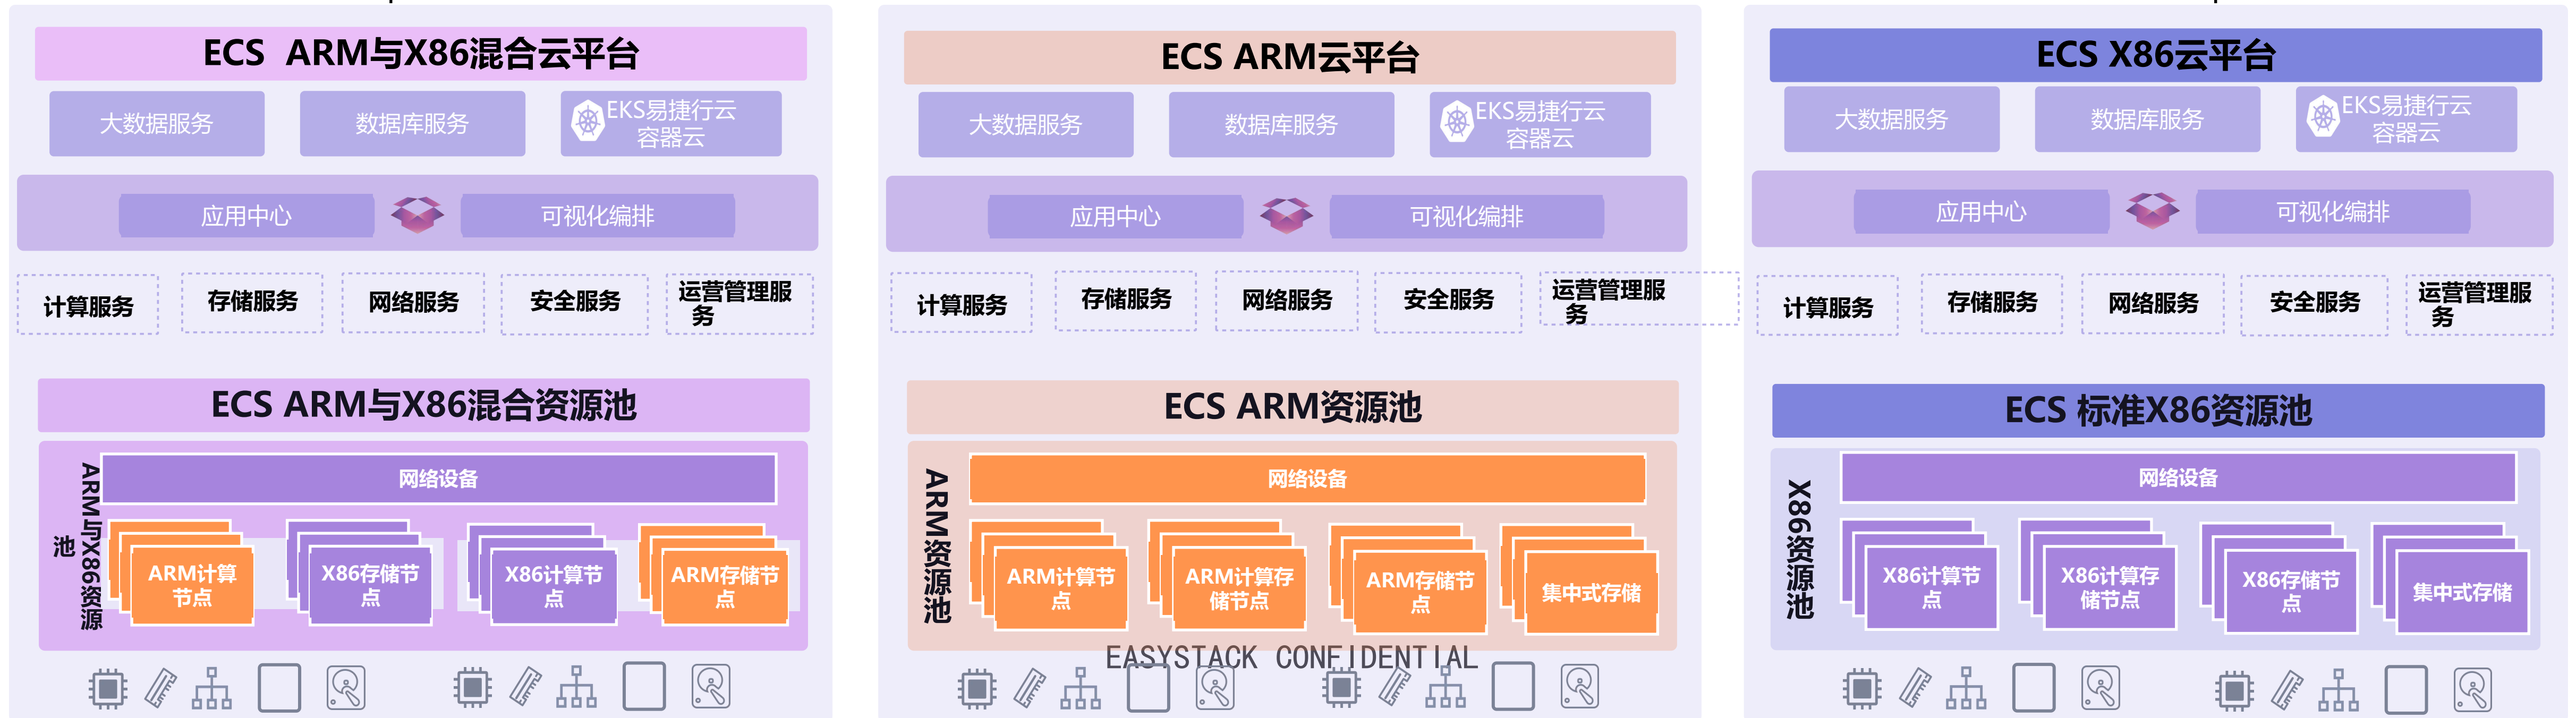 ECS  ARM与X86混合云平台
大数据服务
数据库服务
EKS易捷行云
容器云
应用中心
可视化编排
计算服务
存储服务
网络服务
安全服务
运营管理服
务
ECS ARM与X86混合资源池
ARM与X86资源
池
网络设备
ARM计算
节点
X86存储节
点
X86计算节
点
ARM存储节
点
ECS ARM云平台
大数据服务
数据库服务
EKS易捷行云
容器云
应用中心
可视化编排
计算服务
存储服务
网络服务
安全服务
运营管理服
务
ECS ARM资源池
ARM资源池
网络设备
ARM计算节
点
ARM计算存
储节点
ARM存储节
点
集中式存储
EASYSTACK CONFIDENTIAL
ECS X86云平台
大数据服务
数据库服务
EKS易捷行云
容器云
应用中心
可视化编排
计算服务
存储服务
网络服务
安全服务
运营管理服
务
ECS 标准X86资源池
X86资源池
网络设备
X86计算节
点
X86计算存
储节点
X86存储节
点
集中式存储